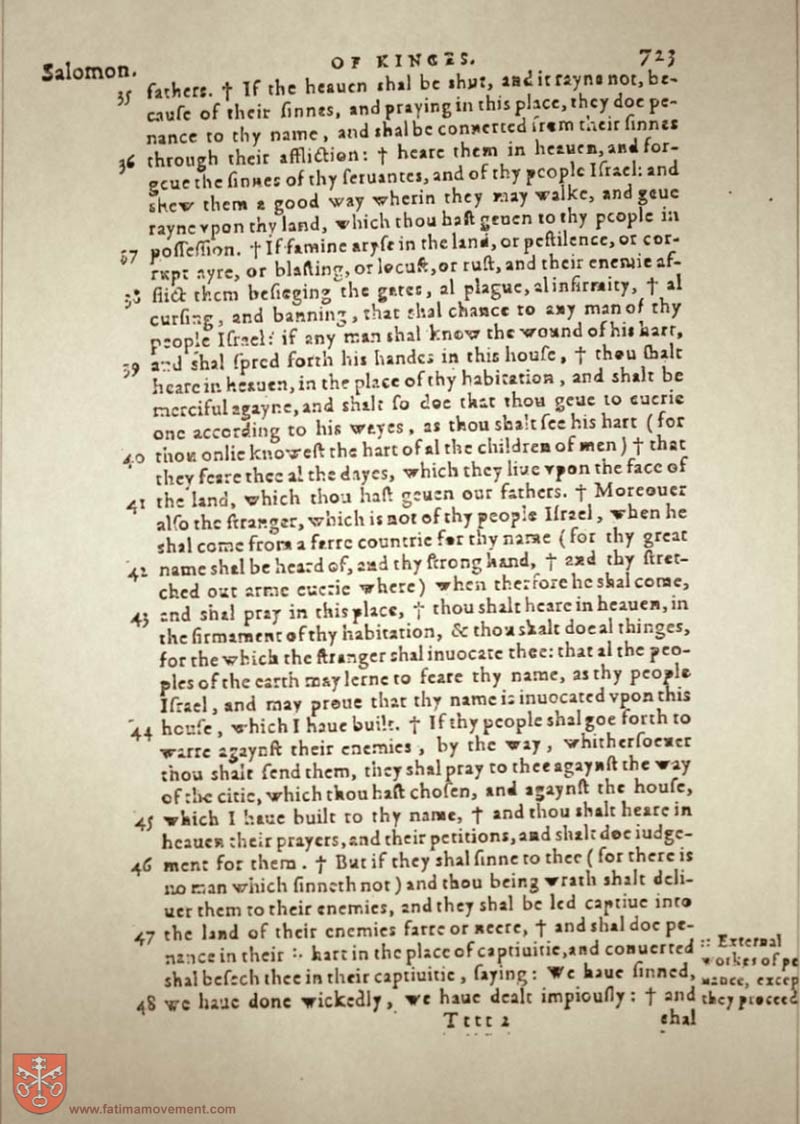 Salomon. OF KINGES. 723
35 fathers. † If the heauen shal be shut, and it rayne not, be-
cause of their sinnes, and praying in this place, they doe pe-
nance to thy name, and shal be conuerted from their sinnes
36 through their affliction: † heare them in heauen, and for-
geue the sinnes of thy seruantes, and of thy people Israel: and
shew them a good way wherin they may walke, and geue
rayne vpon thy land, which thou hast geuen to thy people in
37 possession. † If famine aryse in the land, or pestilence, or cor-
rupt ayre, or blasting, or locust, or rust, and their enemie af-
38 flict them besieging the gates, al plague, al infirmity, † al
cursing, and banning, that shal chance to any man of thy
people Israel: if any man shal know the wound of his hart,
39 and shal spred forth his handes in this house, † thou shalt
heare in heauen, in the place of thy habitation, and shalt be
merciful agayne, and shalt so doe that thou geue to euerie
one according to his wayes, as thou shalt see his hart (for
40 thou onlie knowest the hart of al the children of men) † that
they feare thee al the dayes, which they liue vpon the face of
41 the land, which thou hast geuen our fathers. † Moreouer
also the stranger, which is not of thy people Israel, when he
shal come from a farre countrie for thy name (for thy great
42 name shal be heard of, and thy strong hand, † and thy stret-
ched out arme euerie where) when therfore he shal come,
43 and shal pray in this place, † thou shalt heare in heauen, in
the firmament of thy habitation, & thou shalt doe al thinges,
for the which the stranger shal inuocate thee: that al the peo-
ples of the earth may lerne to feare thy name, as thy people
Israel, and may proue that thy name is inuocated vpon this
44 house, which I haue built. † If thy people shal goe forth to
warre agaynst their enemies, by the way, whithersoeuer
thou shalt send them, they shal pray to thee agaynst the way
of the citie, which thou hast chosen, and agaynst the house,
45 which I haue built to thy name, † and thou shalt heare in
heauen their prayers, and their petitions, and shalt doe iudge-
46 ment for them. † But if they shal sinne to thee (for there is
no man which sinneth not) and thou being wrath shalt deli-
uer them to their enemies, and they shal be led captiue into
47 the land of their enemies farre or neere, † and shal doe pe-
nance in their :: hart in the place of captiuitie, and conuerted
shal besech thee in their captiuitie, saying: We haue sinned,
48 we haue done wickedly, we haue dealt impiously: † and
:: External
workes of pe
nance, excep
they proceed
Tttt 2 shal
www.fatimamovement.com